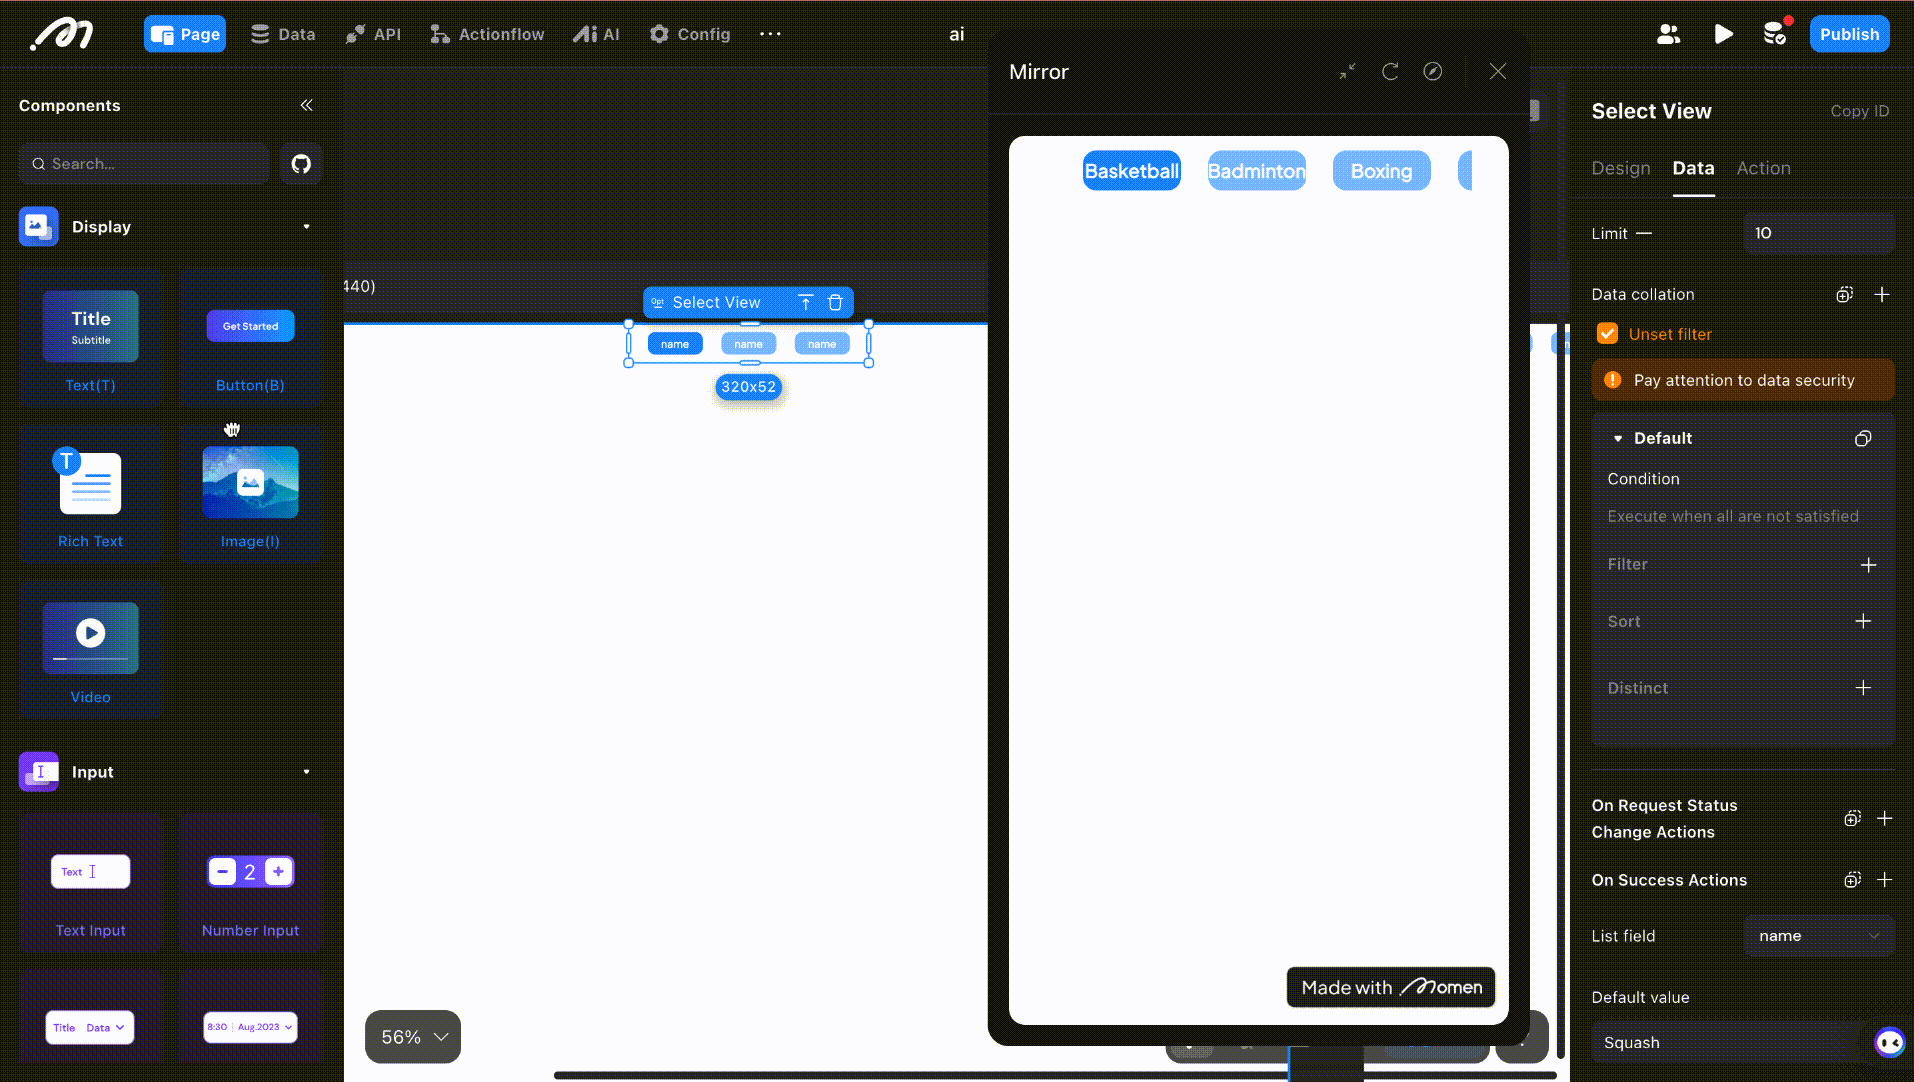 Page
Data
API
Actionflow
Ai AI
Config
ai
Publish
Components
Search...
Display
Title
Subtitle
Text(T)
Get Started
Button(B)
T
Rich Text
Image(I)
Video
Input
Text
Text Input
2
Number Input
Title Data
8:30 Aug.2023
440)
Opt Select View
name
name
name
320x52
56%
Mirror
Basketball
Badminton
Boxing
Made with Momen
Select View
Copy ID
Design
Data
Action
Limit
10
Data collation
Unset filter
Pay attention to data security
Default
Condition
Execute when all are not satisfied
Filter
Sort
Distinct
On Request Status
Change Actions
On Success Actions
List field
name
Default value
Squash